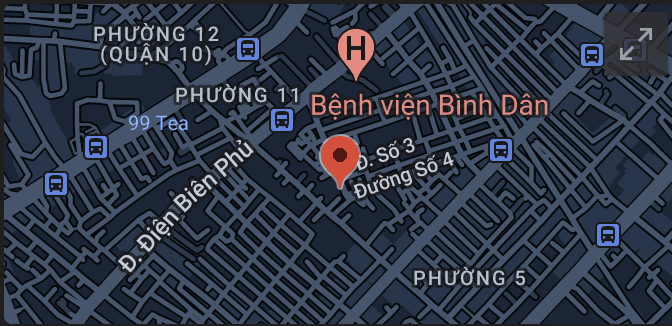 PHƯỜNG 12
(QUẬN 10)
H
PHƯỜNG 11
Bệnh viện Bình Dân
99 Tea
Đ. Số 3
Đường Số 4
Đ. Điện Biên Phủ
PHƯỜNG 5